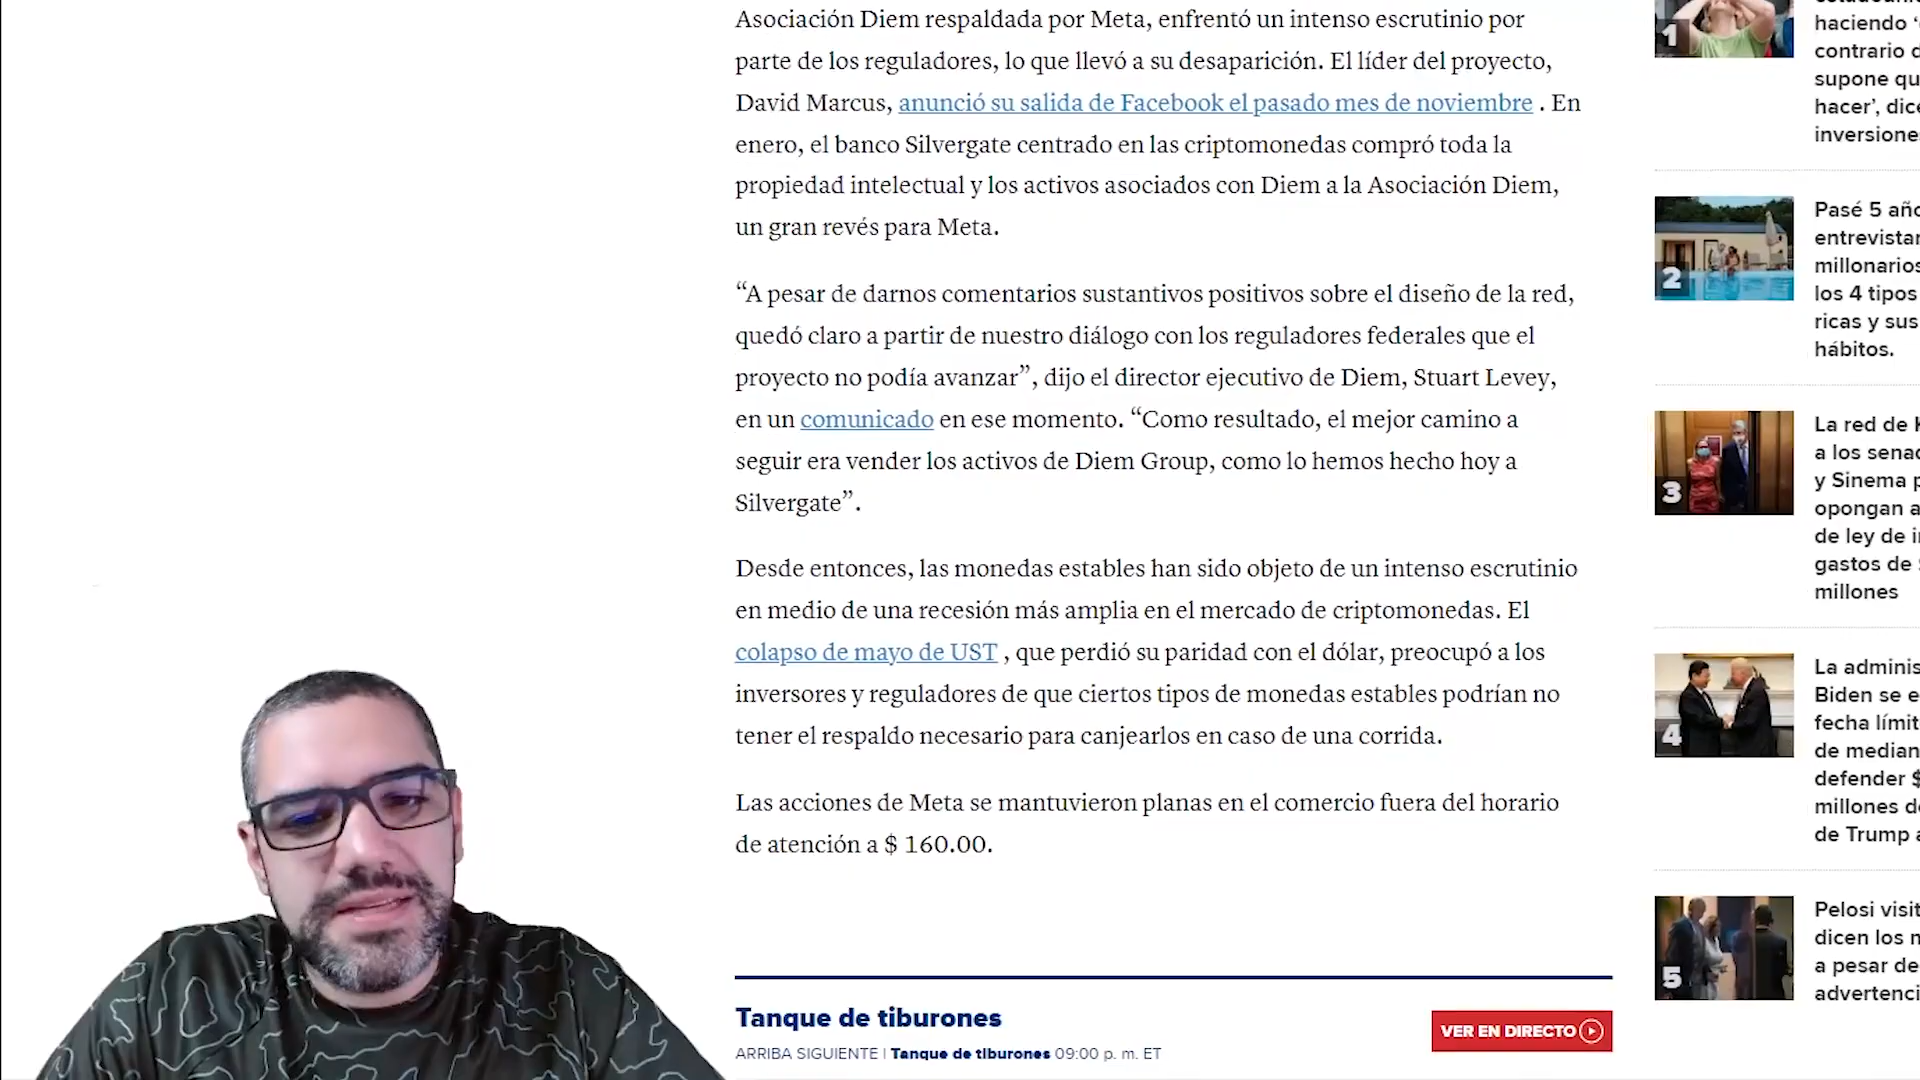 Asociación Diem respaldada por Meta, enfrentó un intenso escrutinio por
parte de los reguladores, lo que llevó a su desaparición. El líder del proyecto,
David Marcus, anunció su salida de Facebook el pasado mes de noviembre . En
enero, el banco Silvergate centrado en las criptomonedas compró toda la
propiedad intelectual y los activos asociados con Diem a la Asociación Diem,
un gran revés para Meta.
“A pesar de darnos comentarios sustantivos positivos sobre el diseño de la red,
quedó claro a partir de nuestro diálogo con los reguladores federales que el
proyecto no podía avanzar”, dijo el director ejecutivo de Diem, Stuart Levey,
en un comunicado en ese momento. “Como resultado, el mejor camino a
seguir era vender los activos de Diem Group, como lo hemos hecho hoy a
Silvergate”.
Desde entonces, las monedas estables han sido objeto de un intenso escrutinio
en medio de una recesión más amplia en el mercado de criptomonedas. El
colapso de mayo de UST , que perdió su paridad con el dólar, preocupó a los
inversores y reguladores de que ciertos tipos de monedas estables podrían no
tener el respaldo necesario para canjearlos en caso de una corrida.
Las acciones de Meta se mantuvieron planas en el comercio fuera del horario
de atención a $ 160.00.
Tanque de tiburones
VER EN DIRECTO
ARRIBA SIGUIENTE | Tanque de tiburones 09:00 p. m. ET
1
haciendo
contrario
supone
hacer’,
2
Pasé 5
los 4 tipos
ricas y sus
hábitos.
3
La red de
a los
y Sinema
opongan a
de ley de
gastos de
millones
4
La
Biden se
fecha
de
defender $
millones
de Trump
5
Pelosi
dicen los
a pesar de